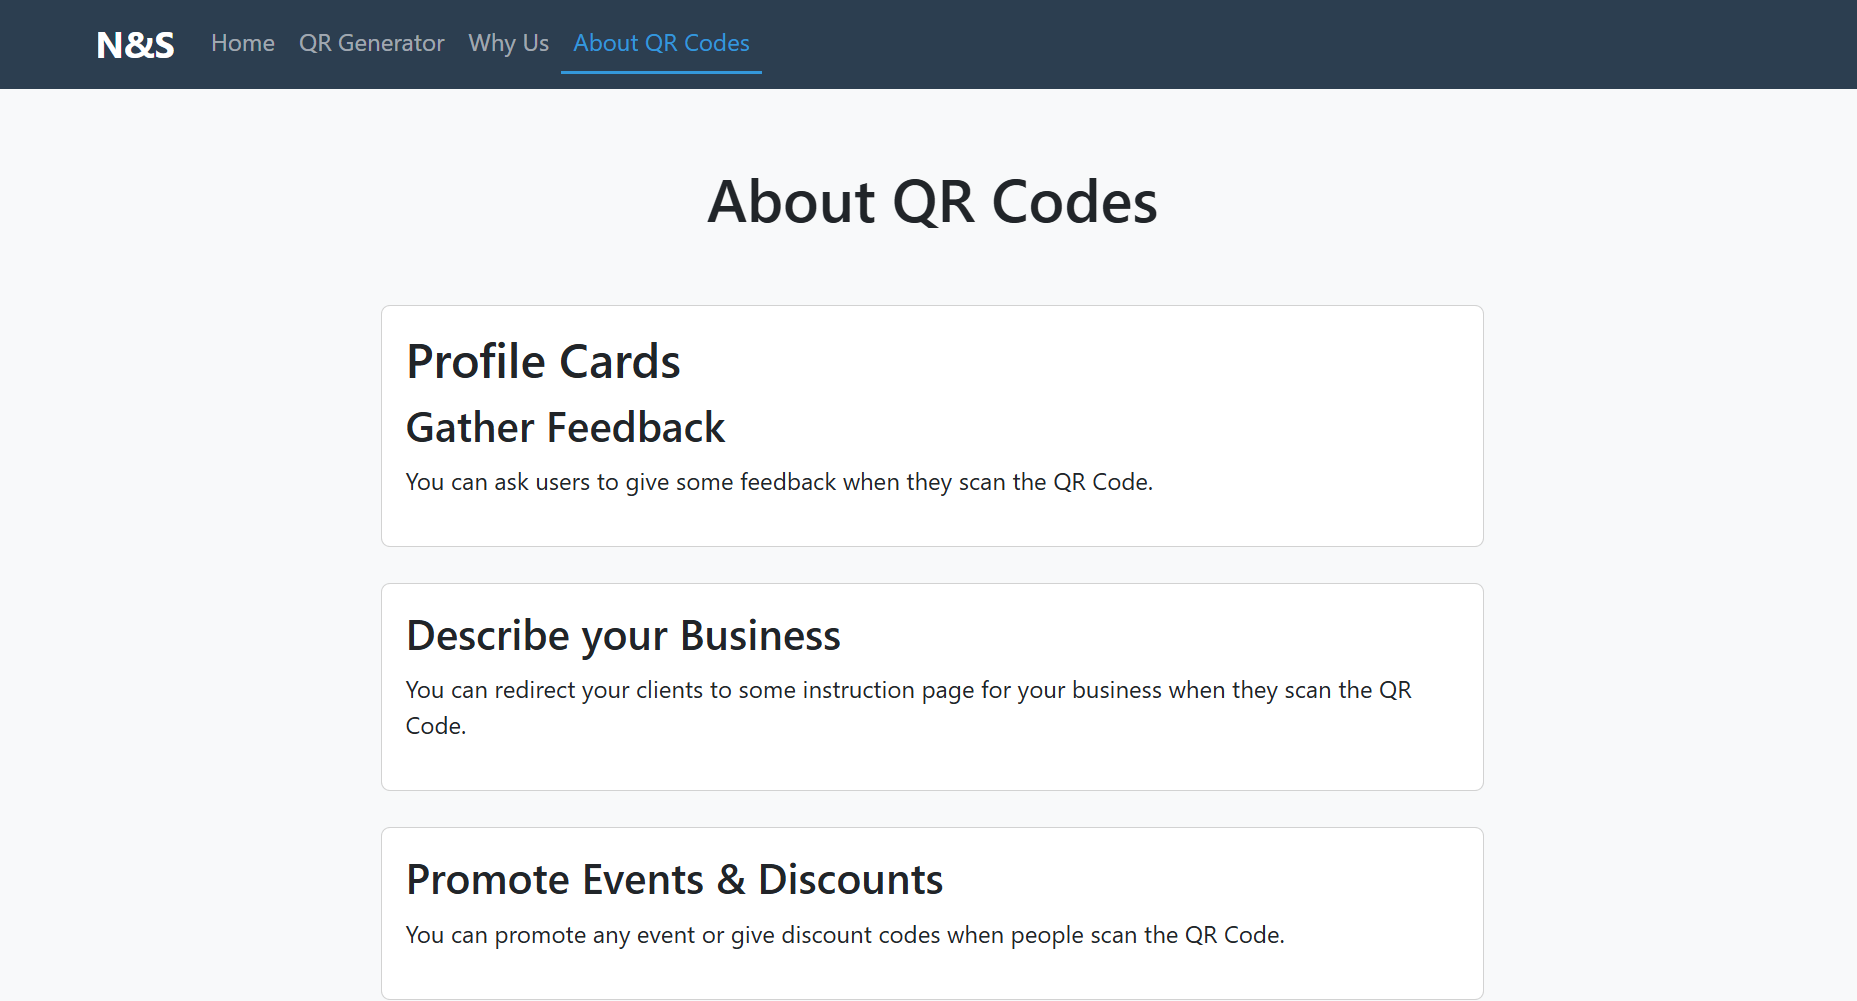 N&S Home QR Generator Why Us About QR Codes
About QR Codes
Profile Cards
Gather Feedback
You can ask users to give some feedback when they scan the QR Code.
Describe your Business
You can redirect your clients to some instruction page for your business when they scan the QR
Code.
Promote Events & Discounts
You can promote any event or give discount codes when people scan the QR Code.